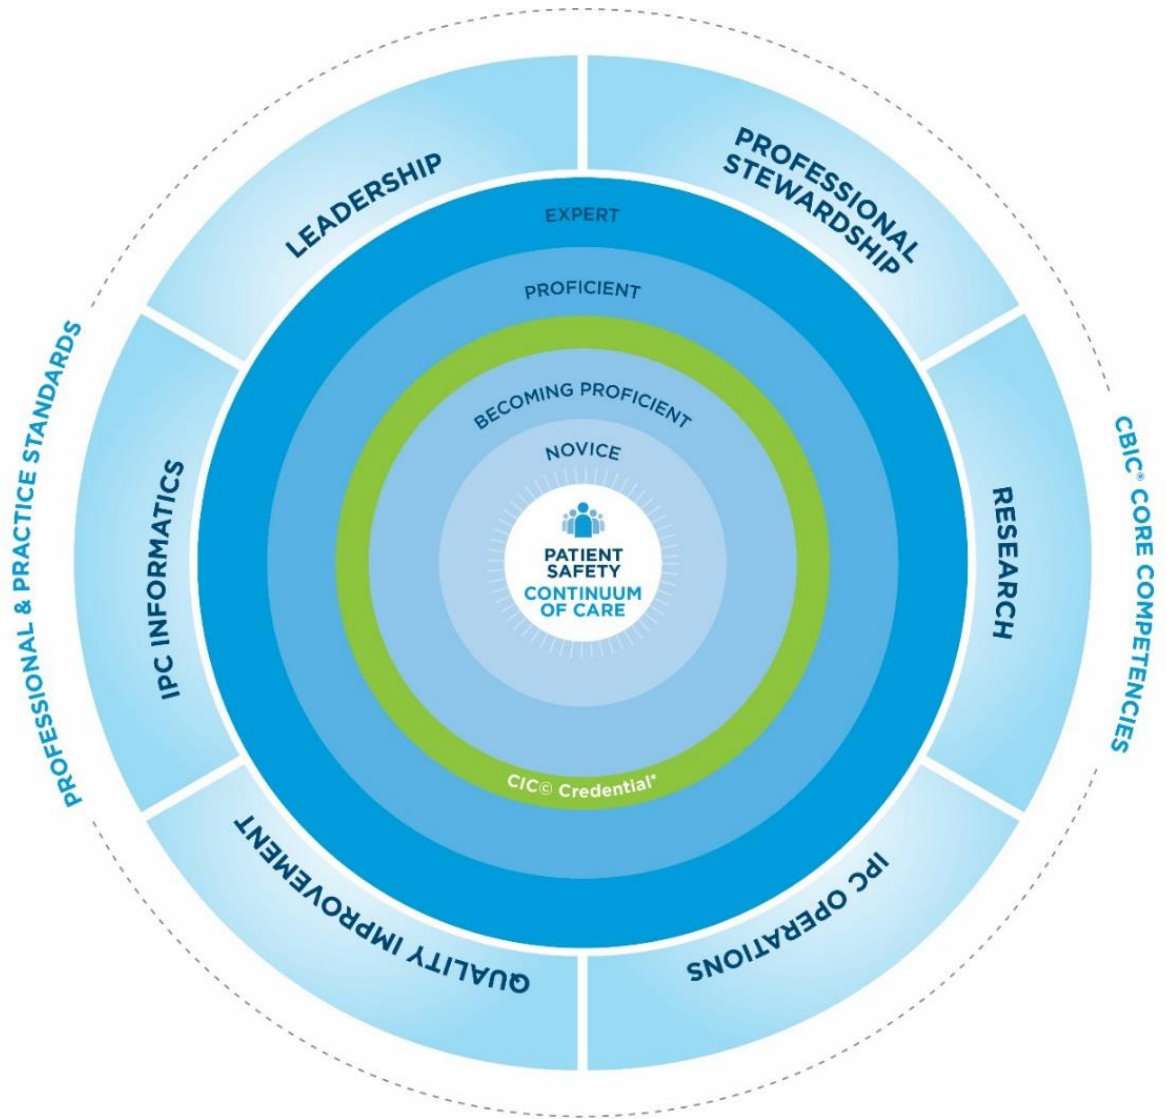 LEADERSHIP
PROFESSIONAL
STEWARDSHIP
EXPERT
PROFICIENT
BECOMING PROFICIENT
NOVICE
PATIENT
SAFETY
CONTINUUM
OF CARE
CIC© Credential*
PROFESSIONAL & PRACTICE STANDARDS
IPC INFORMATICS
RESEARCH
CBIC® CORE COMPETENCIES
QUALITY IMPROVEMENT
IPC OPERATIONS